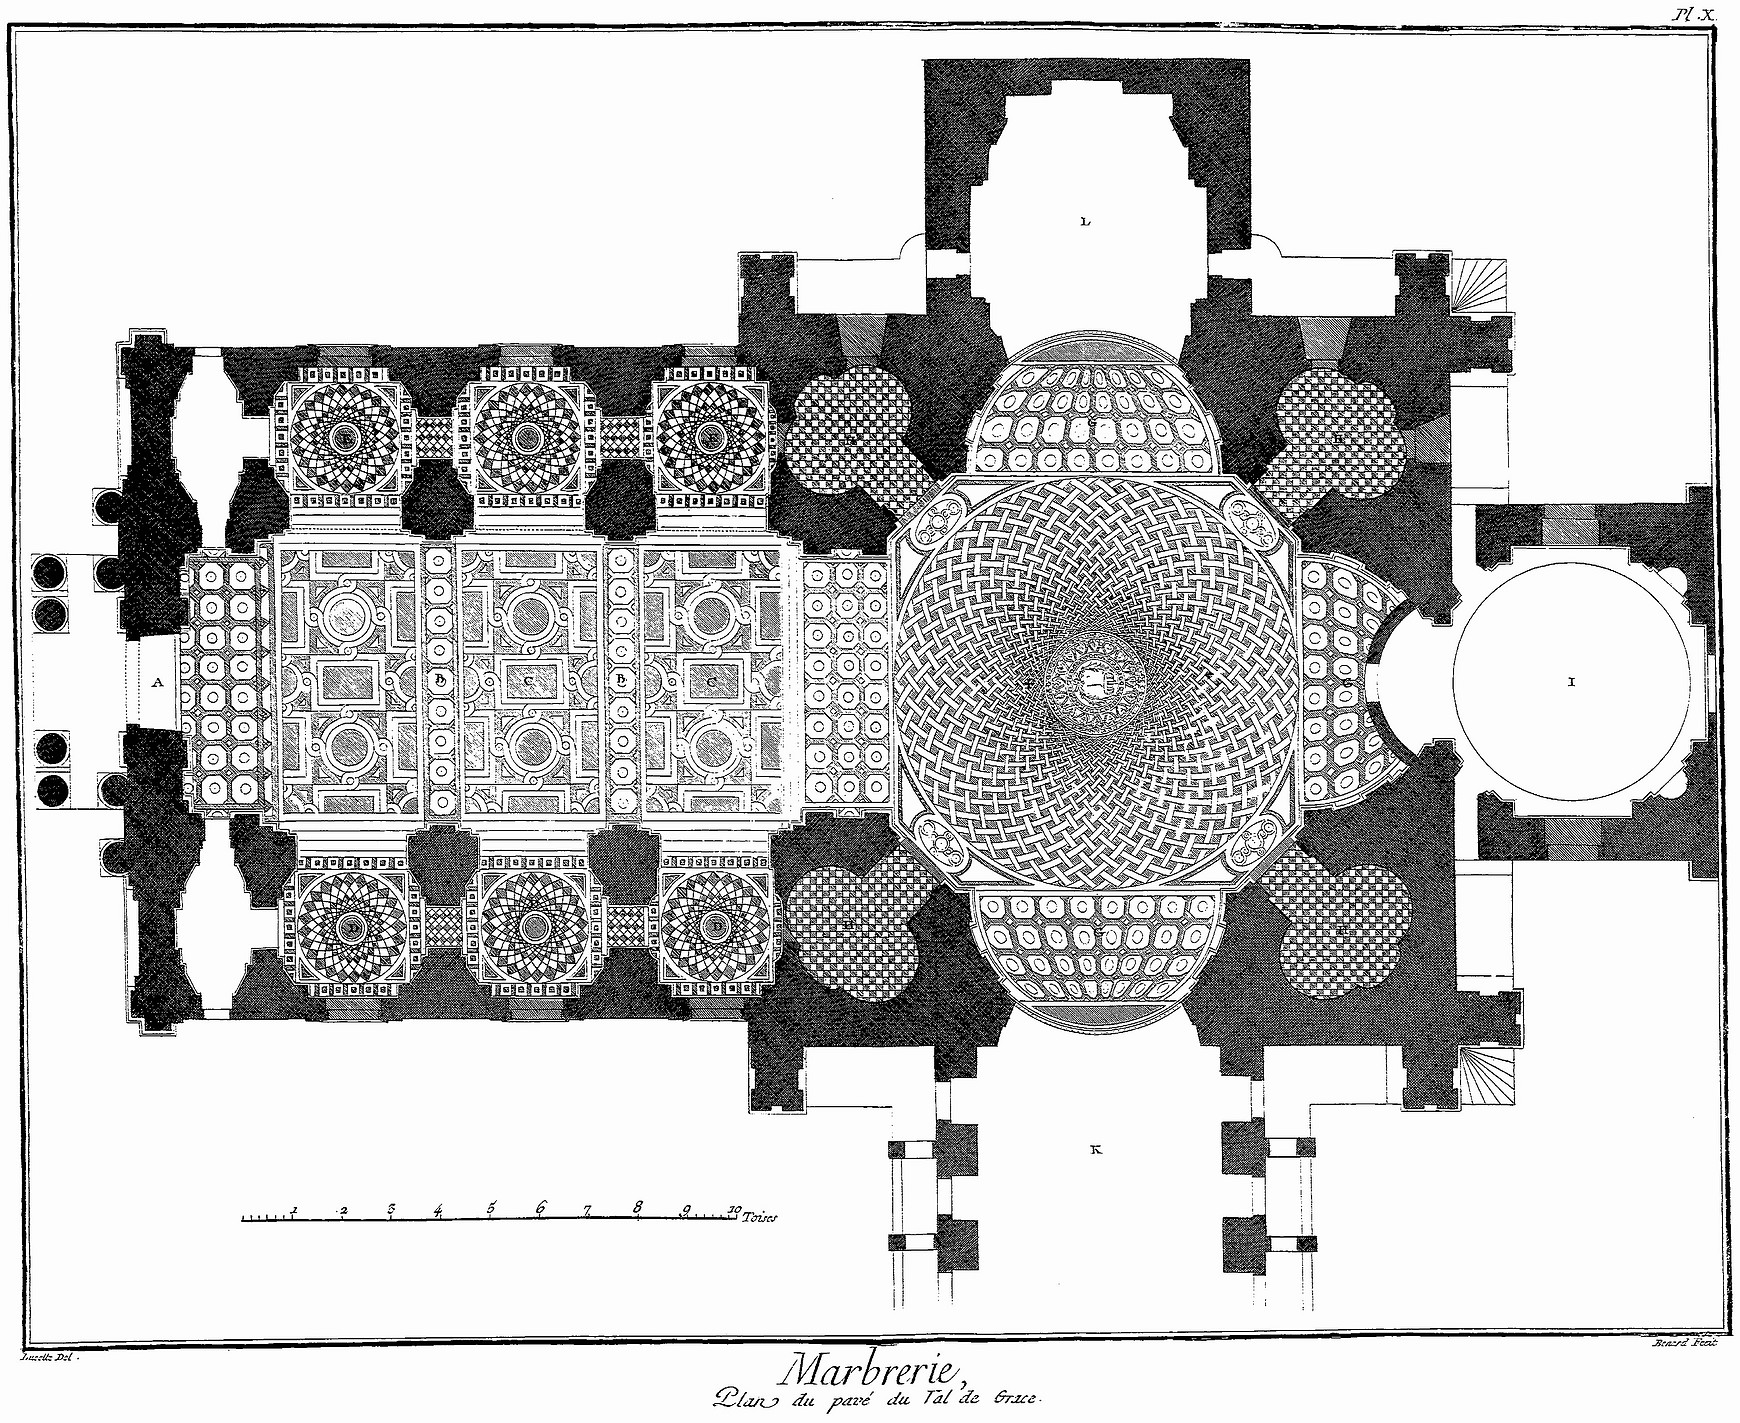 Pl. X.
L
E
H
H
A
B
C
B
C
F
G
I
D
D
H
K
1 2 3 4 5 6 7 8 9 10 Toises
Lucotte Del.
Benard Fecit
Marbrerie,
Plan du pavé du Val de Grace.